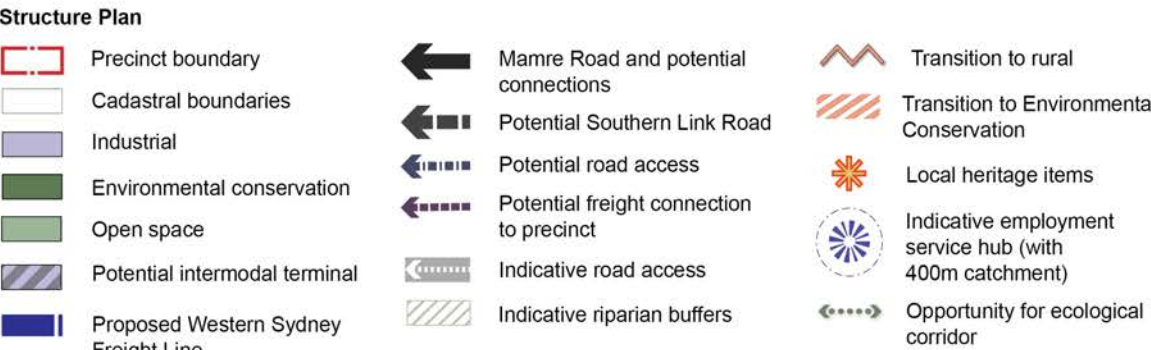 Structure Plan
Precinct boundary
Cadastral boundaries
Industrial
Environmental conservation
Open space
Potential intermodal terminal
Proposed Western Sydney
Freight Line
Mamre Road and potential
connections
Potential Southern Link Road
Potential road access
Potential freight connection
to precinct
Indicative road access
Indicative riparian buffers
Transition to rural
Transition to Environmenta
Conservation
Local heritage items
Indicative employment
service hub (with
400m catchment)
Opportunity for ecological
corridor